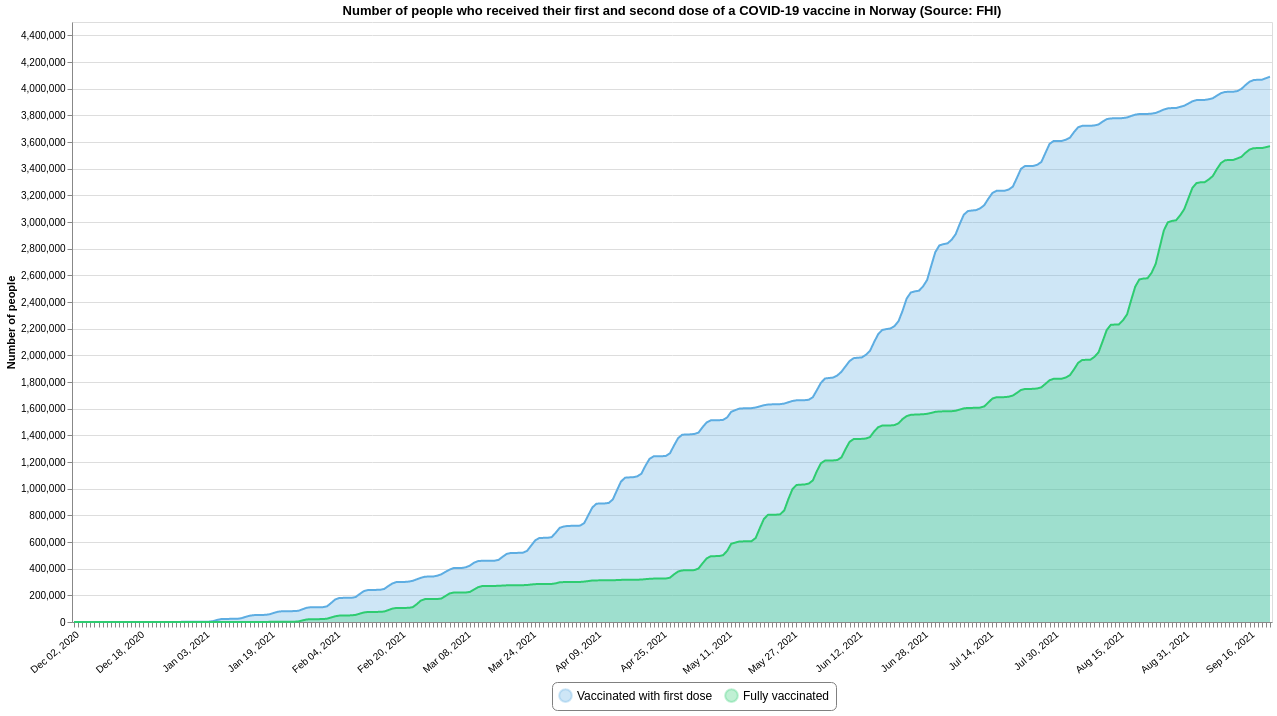 Number of people who received their first and second dose of a COVID-19 vaccine in Norway (Source: FHI)
Number of people
4,400,000
4,200,000
4,000,000
3,800,000
3,600,000
3,400,000
3,200,000
3,000,000
2,800,000
2,600,000
2,400,000
2,200,000
2,000,000
1,800,000
1,600,000
1,400,000
1,200,000
1,000,000
800,000
600,000
400,000
200,000
0
Dec 02, 2020
Dec 18, 2020
Jan 03, 2021
Jan 19, 2021
Feb 04, 2021
Feb 20, 2021
Mar 08, 2021
Mar 24, 2021
Apr 09, 2021
Apr 25, 2021
May 11, 2021
May 27, 2021
Jun 12, 2021
Jun 28, 2021
Jul 14, 2021
Jul 30, 2021
Aug 15, 2021
Aug 31, 2021
Sep 16, 2021
Vaccinated with first dose
Fully vaccinated